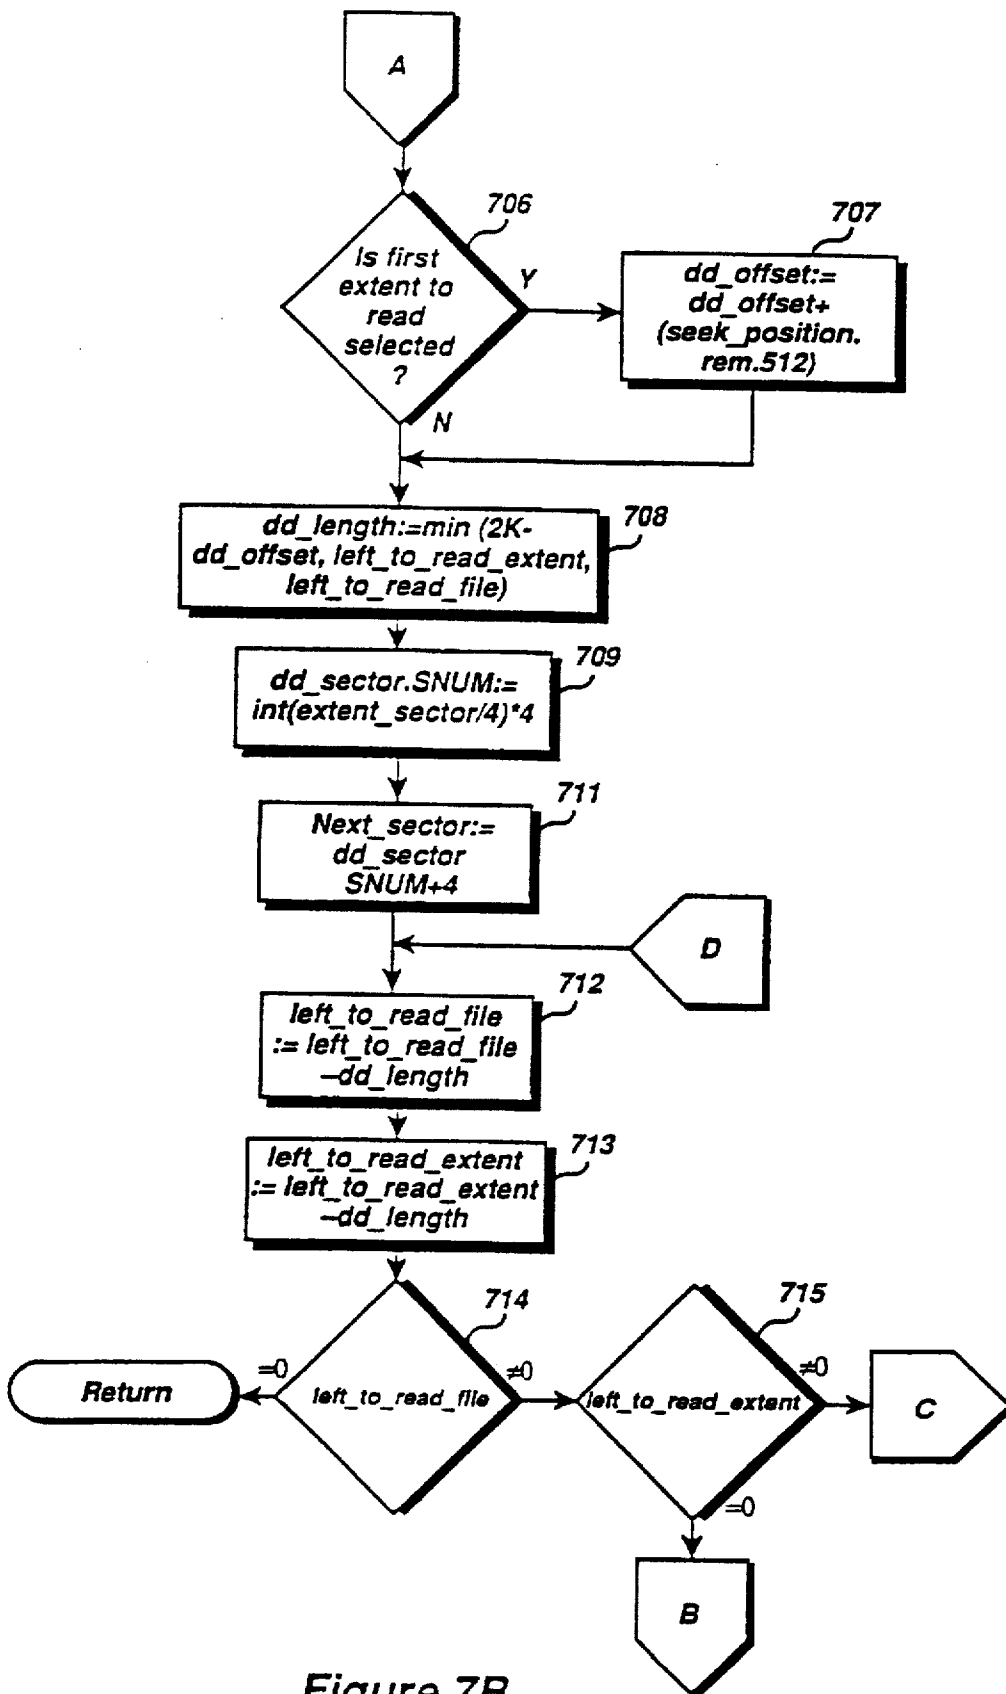 A
706
Is first
extent to
read
selected
?
Y
N
707
dd_offset:=
dd_offset+
(seek_position.
rem.512)
708
dd_length:=min (2K-
dd_offset, left_to_read_extent,
left_to_read_file)
709
dd_sector.SNUM:=
int(extent_sector/4)*4
711
Next_sector:=
dd_sector
SNUM+4
D
712
left_to_read_file
:= left_to_read_file
–dd_length
713
left_to_read_extent
:= left_to_read_extent
–dd_length
714
=0
≠0
Return
left_to_read_file
715
≠0
left_to_read_extent
C
=0
B
Figure 7B